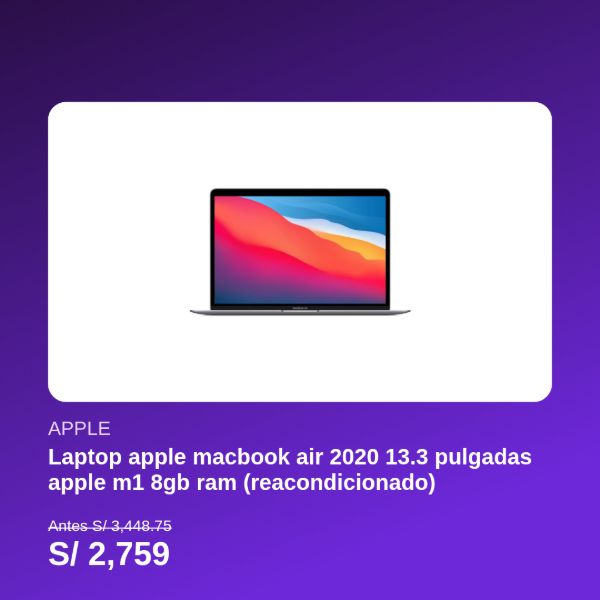 APPLE
Laptop apple macbook air 2020 13.3 pulgadas
apple m1 8gb ram (reacondicionado)
Antes S/ 3,448.75
S/ 2,759